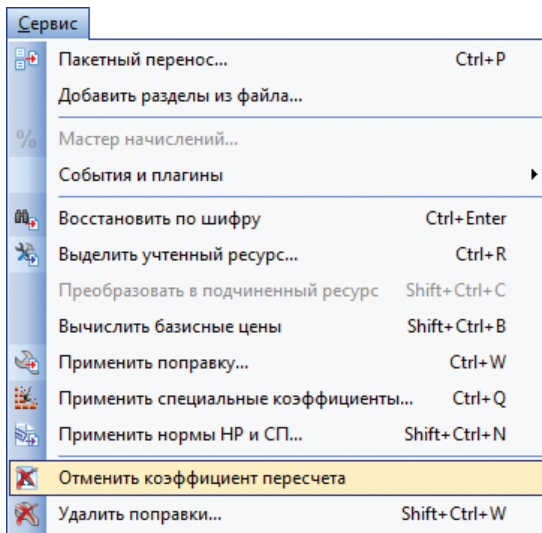 Сервис
Пакетный перенос... Ctrl+P
Добавить разделы из файла...
% Мастер начислений...
События и плагины
Восстановить по шифру Ctrl+Enter
Выделить учтенный ресурс... Ctrl+R
Преобразовать в подчиненный ресурс Shift+Ctrl+C
Вычислить базисные цены Shift+Ctrl+B
Применить поправку... Ctrl+W
Применить специальные коэффициенты... Ctrl+Q
Применить нормы НР и СП... Shift+Ctrl+N
Отменить коэффициент пересчета
Удалить поправки... Shift+Ctrl+W